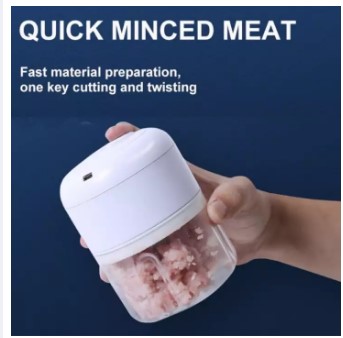 QUICK MINCED MEAT
Fast material preparation,
one key cutting and twisting